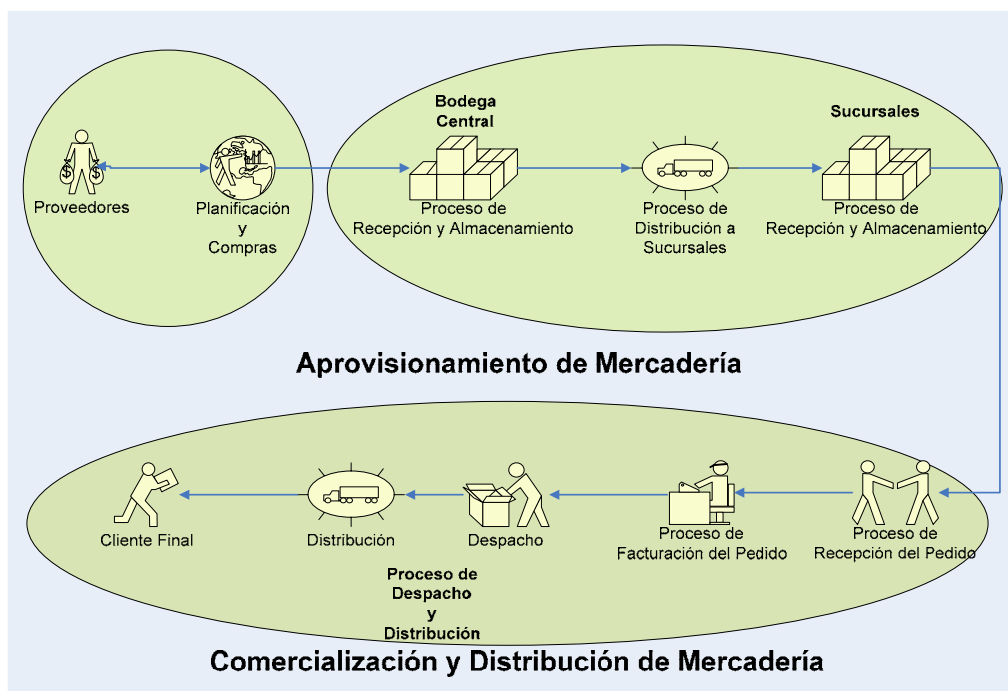 Bodega
Central
Sucursales
Proveedores
Planificación
y
Compras
Proceso de
Recepción y Almacenamiento
Proceso de
Distribución a
Sucursales
Proceso de
Recepción y Almacenamiento
Aprovisionamiento de Mercadería
Cliente Final
Distribución
Despacho
Proceso de
Facturación del Pedido
Proceso de
Recepción del Pedido
Proceso de
Despacho
y
Distribución
Comercialización y Distribución de Mercadería